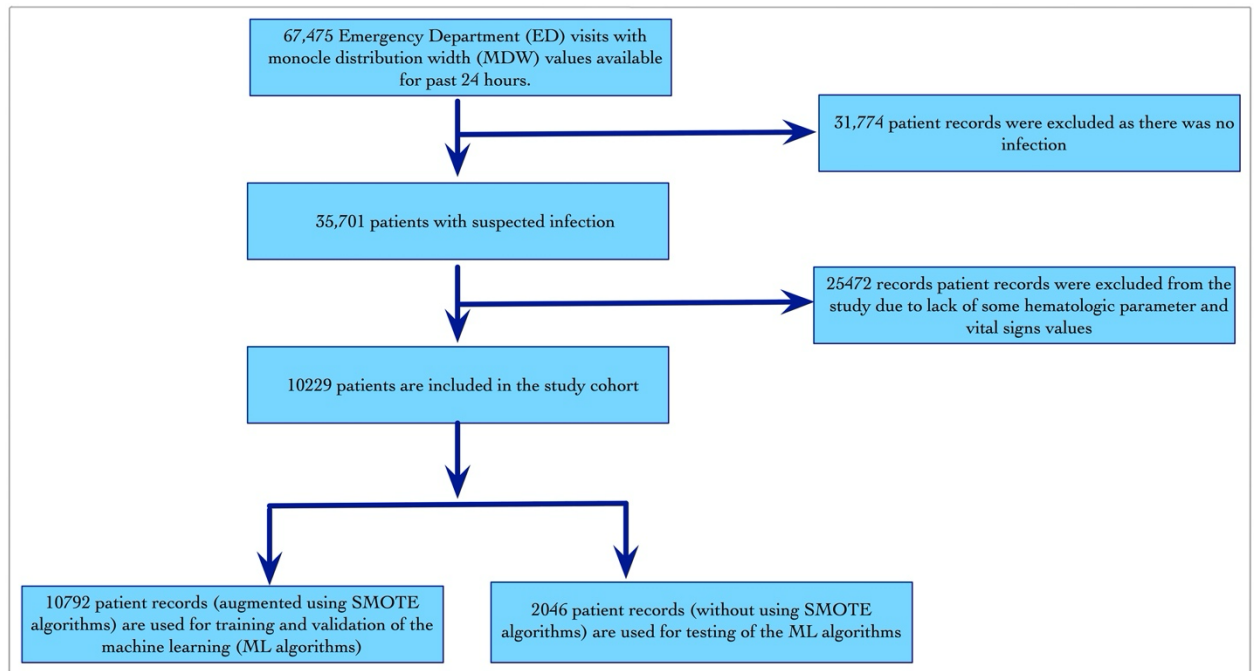 67,475 Emergency Department (ED) visits with
monocle distribution width (MDW) values available
for past 24 hours.
31,774 patient records were excluded as there was no
infection
35,701 patients with suspected infection
25472 records patient records were excluded from the
study due to lack of some hematologic parameter and
vital signs values
10229 patients are included in the study cohort
10792 patient records (augmented using SMOTE
algorithms) are used for training and validation of the
machine learning (ML algorithms)
2046 patient records (without using SMOTE
algorithms) are used for testing of the ML algorithms